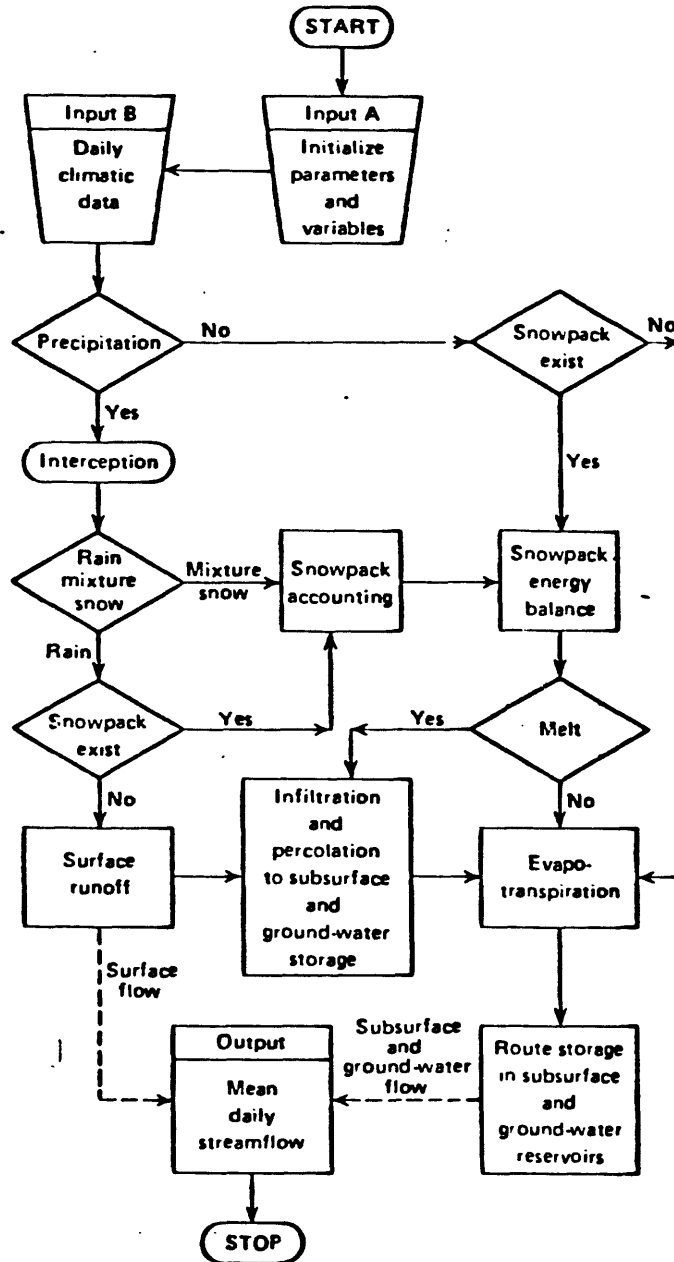 START
Input B
Daily
climatic
data
Input A
Initialize
parameters
and
variables
Precipitation
No
Snowpack
exist
No
Yes
Interception
Yes
Rain
mixture
snow
Mixture
snow
Snowpack
accounting
Snowpack
energy
balance
Rain
Snowpack
exist
Yes
Yes
Melt
No
Infiltration
and
percolation
to subsurface
and
ground-water
storage
No
Surface
runoff
Evapo-
transpiration
Surface
flow
Output
Mean
daily
streamflow
Subsurface
and
ground-water
flow
Route storage
in subsurface
and
ground-water
reservoirs
STOP